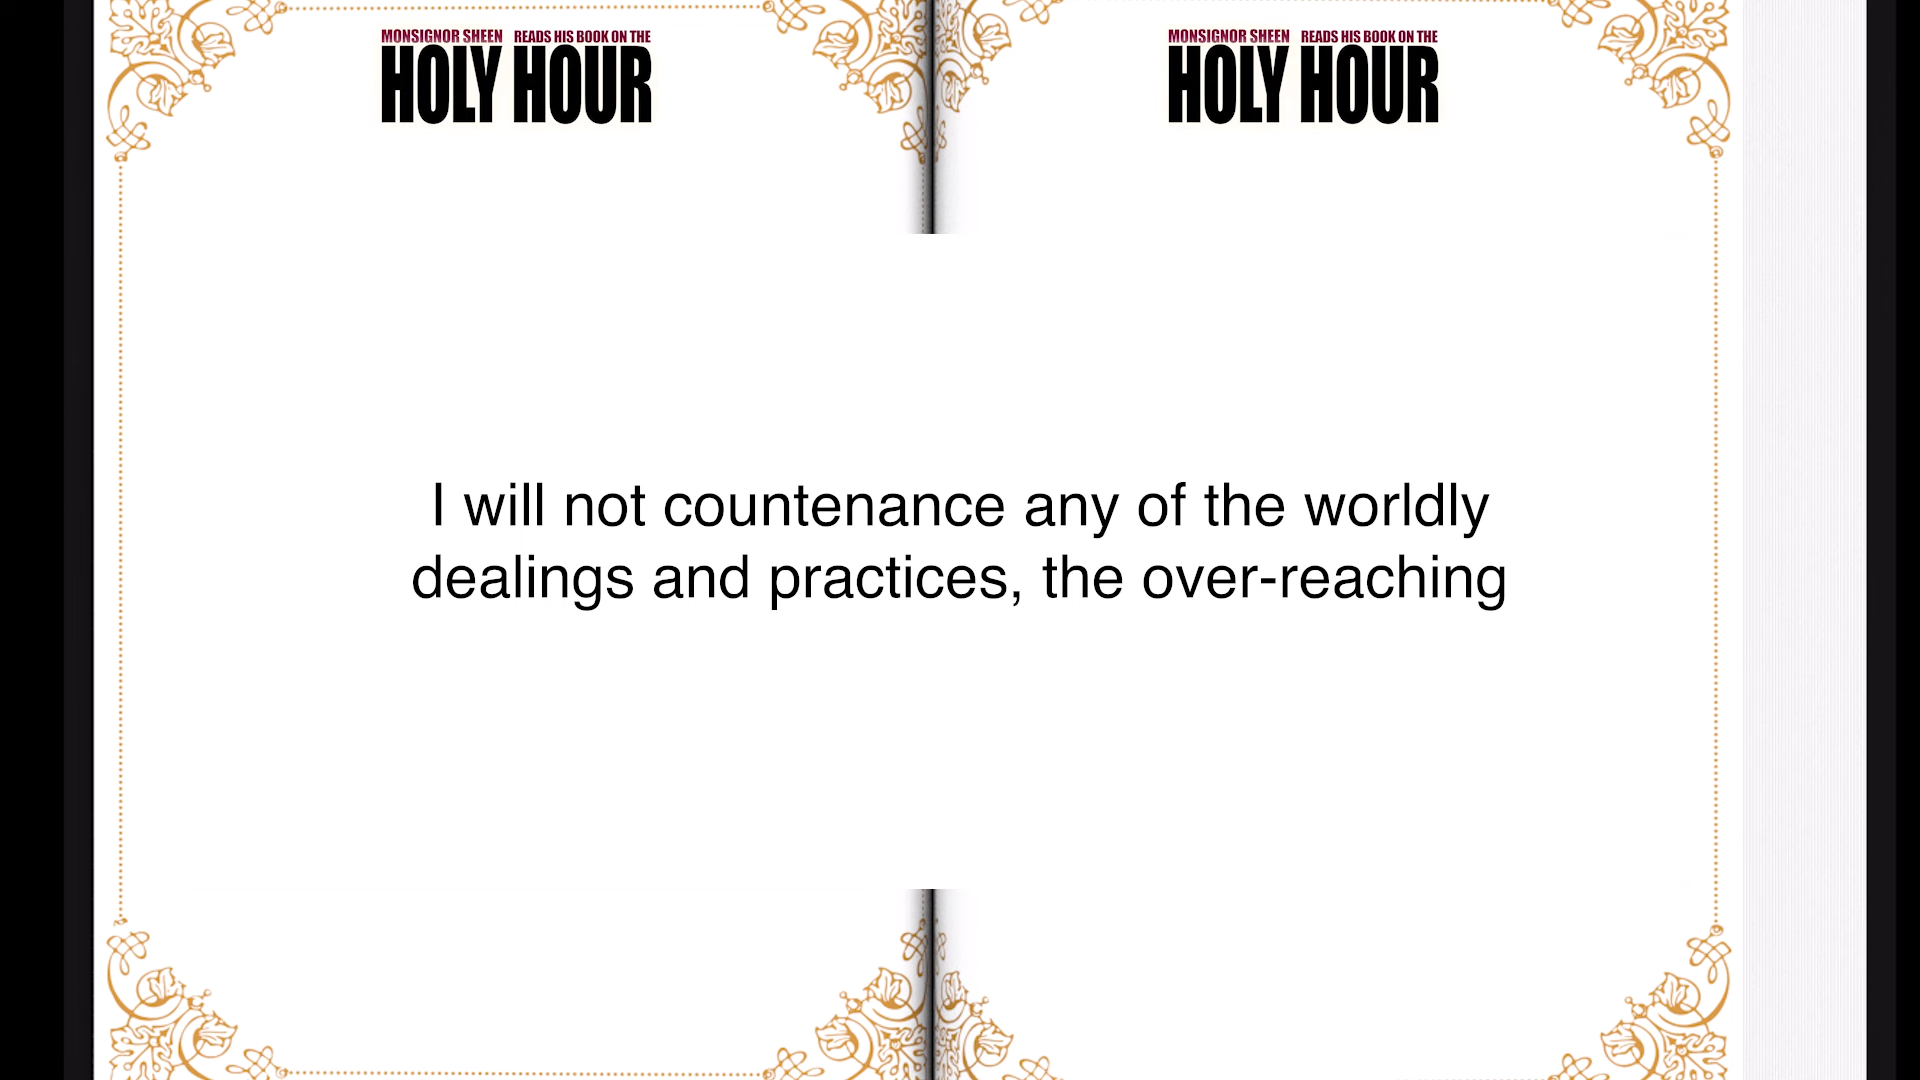 MONSIGNOR SHEEN READS HIS BOOK ON THE
HOLY HOUR
MONSIGNOR SHEEN READS HIS BOOK ON THE
HOLY HOUR
I will not countenance any of the worldly
dealings and practices, the over-reaching